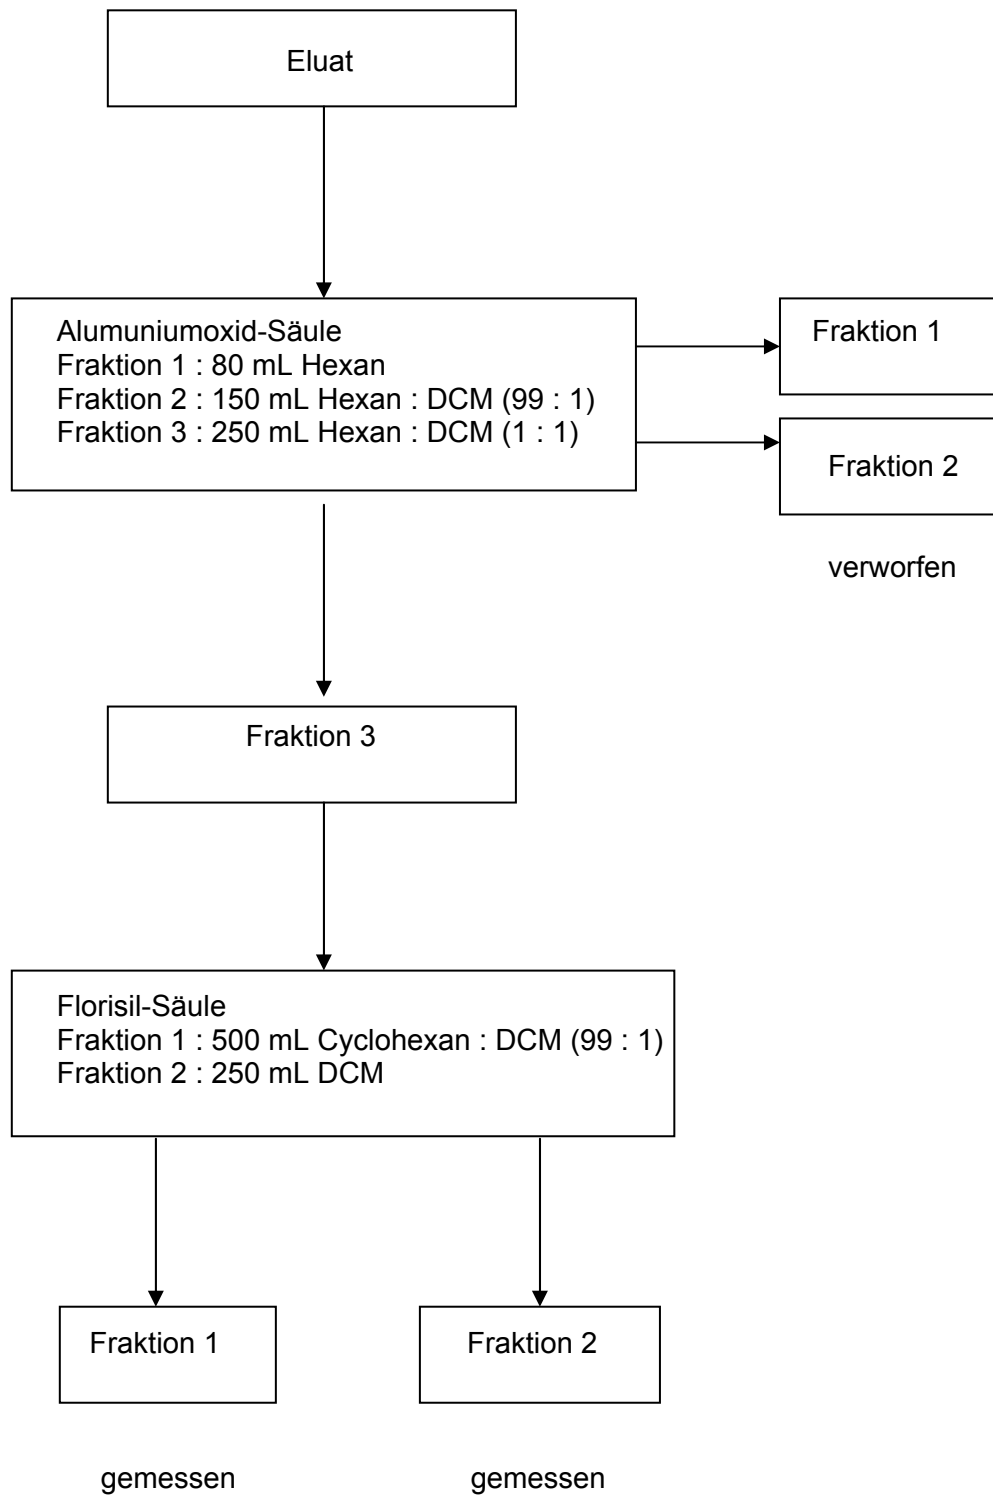 Eluat
Alumuniumoxid-Säule
Fraktion 1 : 80 mL Hexan
Fraktion 2 : 150 mL Hexan : DCM (99 : 1)
Fraktion 3 : 250 mL Hexan : DCM (1 : 1)
Fraktion 1
Fraktion 2
verworfen
Fraktion 3
Florisil-Säule
Fraktion 1 : 500 mL Cyclohexan : DCM (99 : 1)
Fraktion 2 : 250 mL DCM
Fraktion 1
Fraktion 2
gemessen
gemessen